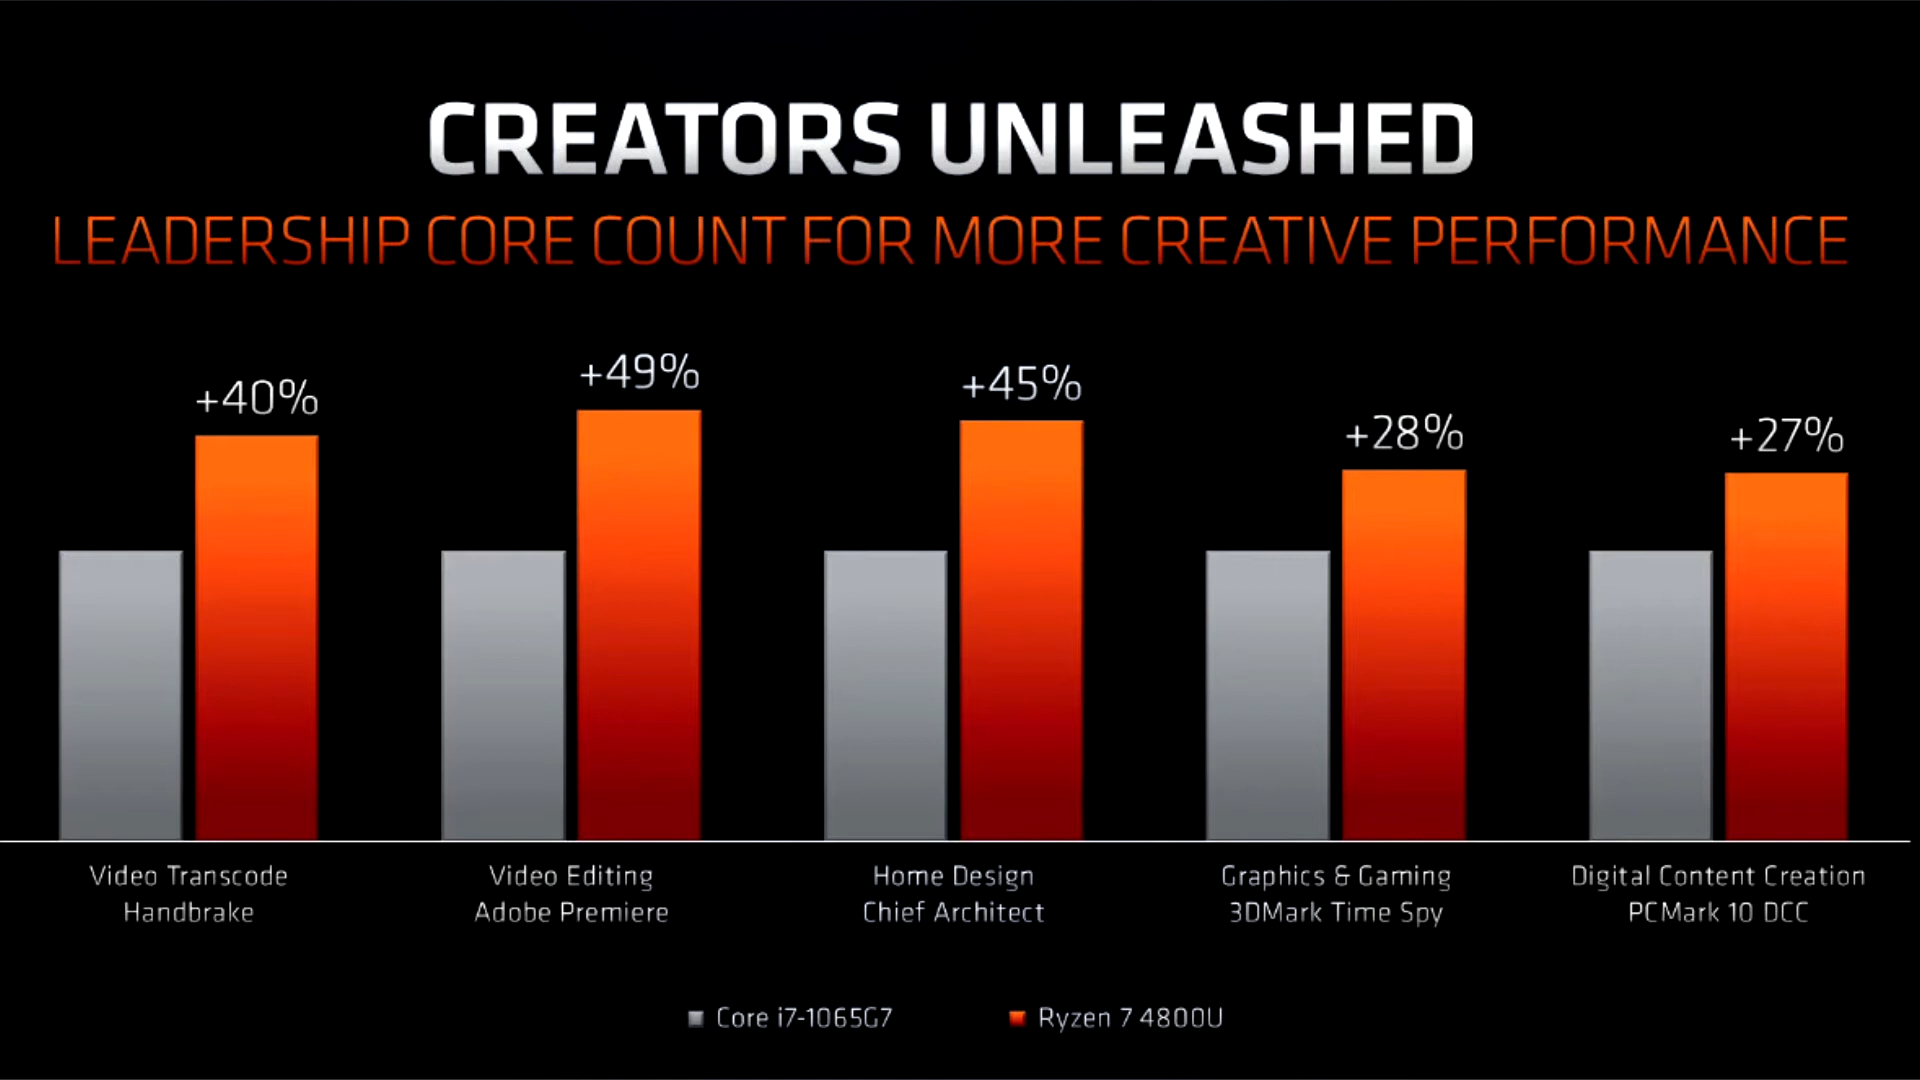 CREATORS UNLEASHED
LEADERSHIP CORE COUNT FOR MORE CREATIVE PERFORMANCE
+40%
+49%
+45%
+28%
+27%
Video Transcode
Handbrake
Video Editing
Adobe Premiere
Home Design
Chief Architect
Graphics & Gaming
3DMark Time Spy
Digital Content Creation
PCMark 10 DCC
Core i7-1065G7
Ryzen 7 4800U